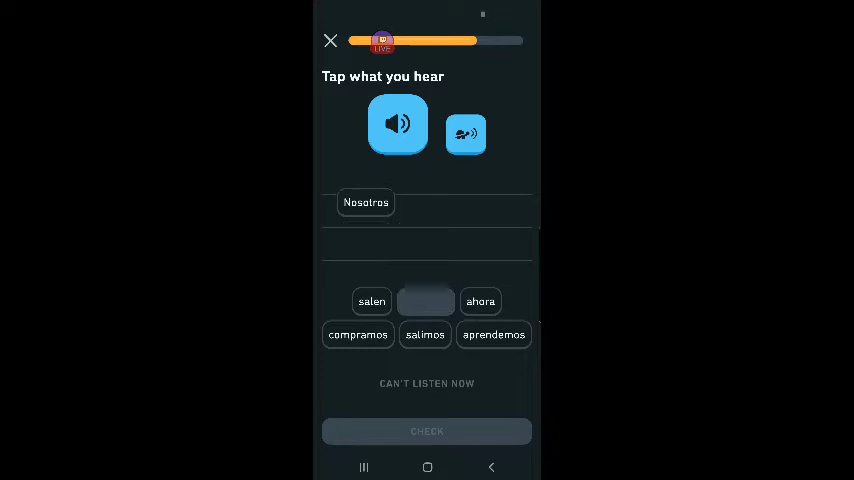 LIVE
Tap what you hear
Nosotros
salen ahora
compramos salimos aprendemos
CAN'T LISTEN NOW
CHECK